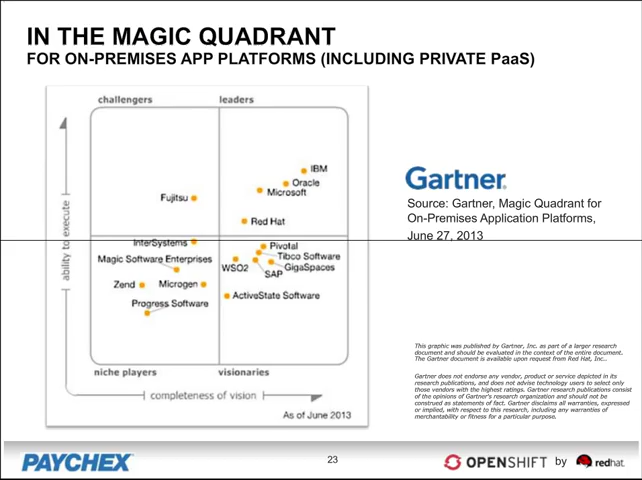 IN THE MAGIC QUADRANT
FOR ON-PREMISES APP PLATFORMS (INCLUDING PRIVATE PaaS)
challengers
leaders
IBM
Oracle
Microsoft
Fujitsu
Red Hat
ability to execute
InterSystems
Pivotal
Magic Software Enterprises
Tibco Software
WSO2
GigaSpaces
SAP
Zend
Microgen
ActiveState Software
Progress Software
niche players
visionaries
completeness of vision
As of June 2013
Gartner.
Source: Gartner, Magic Quadrant for
On-Premises Application Platforms,
June 27, 2013
This graphic was published by Gartner, Inc. as part of a larger research
document and should be evaluated in the context of the entire document.
The Gartner document is available upon request from Red Hat, Inc..
Gartner does not endorse any vendor, product or service depicted in its
research publications, and does not advise technology users to select only
those vendors with the highest ratings. Gartner research publications consist
of the opinions of Gartner's research organization and should not be
construed as statements of fact. Gartner disclaims all warranties, expressed
or implied, with respect to this research, including any warranties of
merchantability or fitness for a particular purpose.
PAYCHEX
23
OPENSHIFT by redhat.